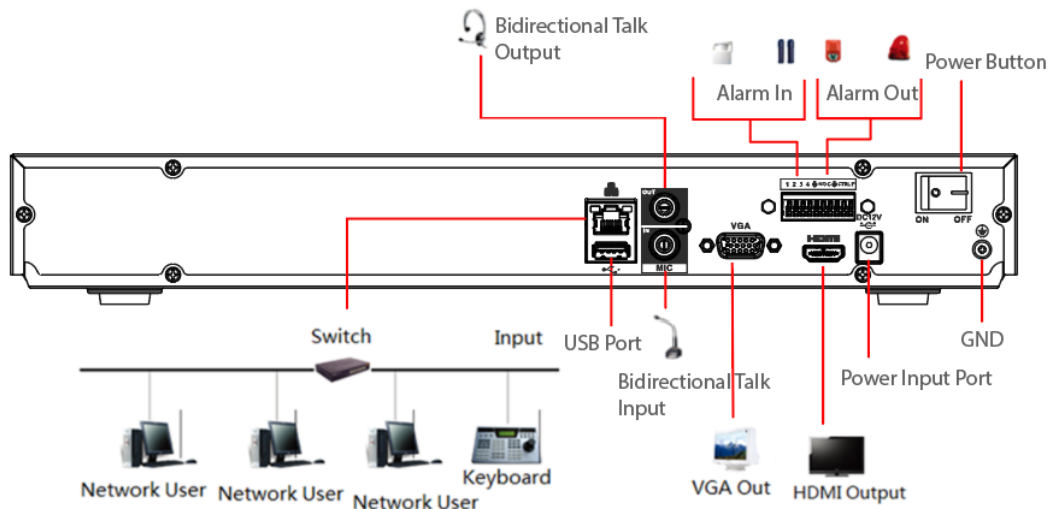 Bidirectional Talk
Output
Alarm In
Alarm Out
Power Button
OUT
1 2 3 4
DC12V
ON OFF
VGA
HDMI
IN
MIC
Switch
Input
USB Port
Bidirectional Talk
Input
GND
Power Input Port
Network User
Network User
Network User
Keyboard
VGA Out
HDMI Output